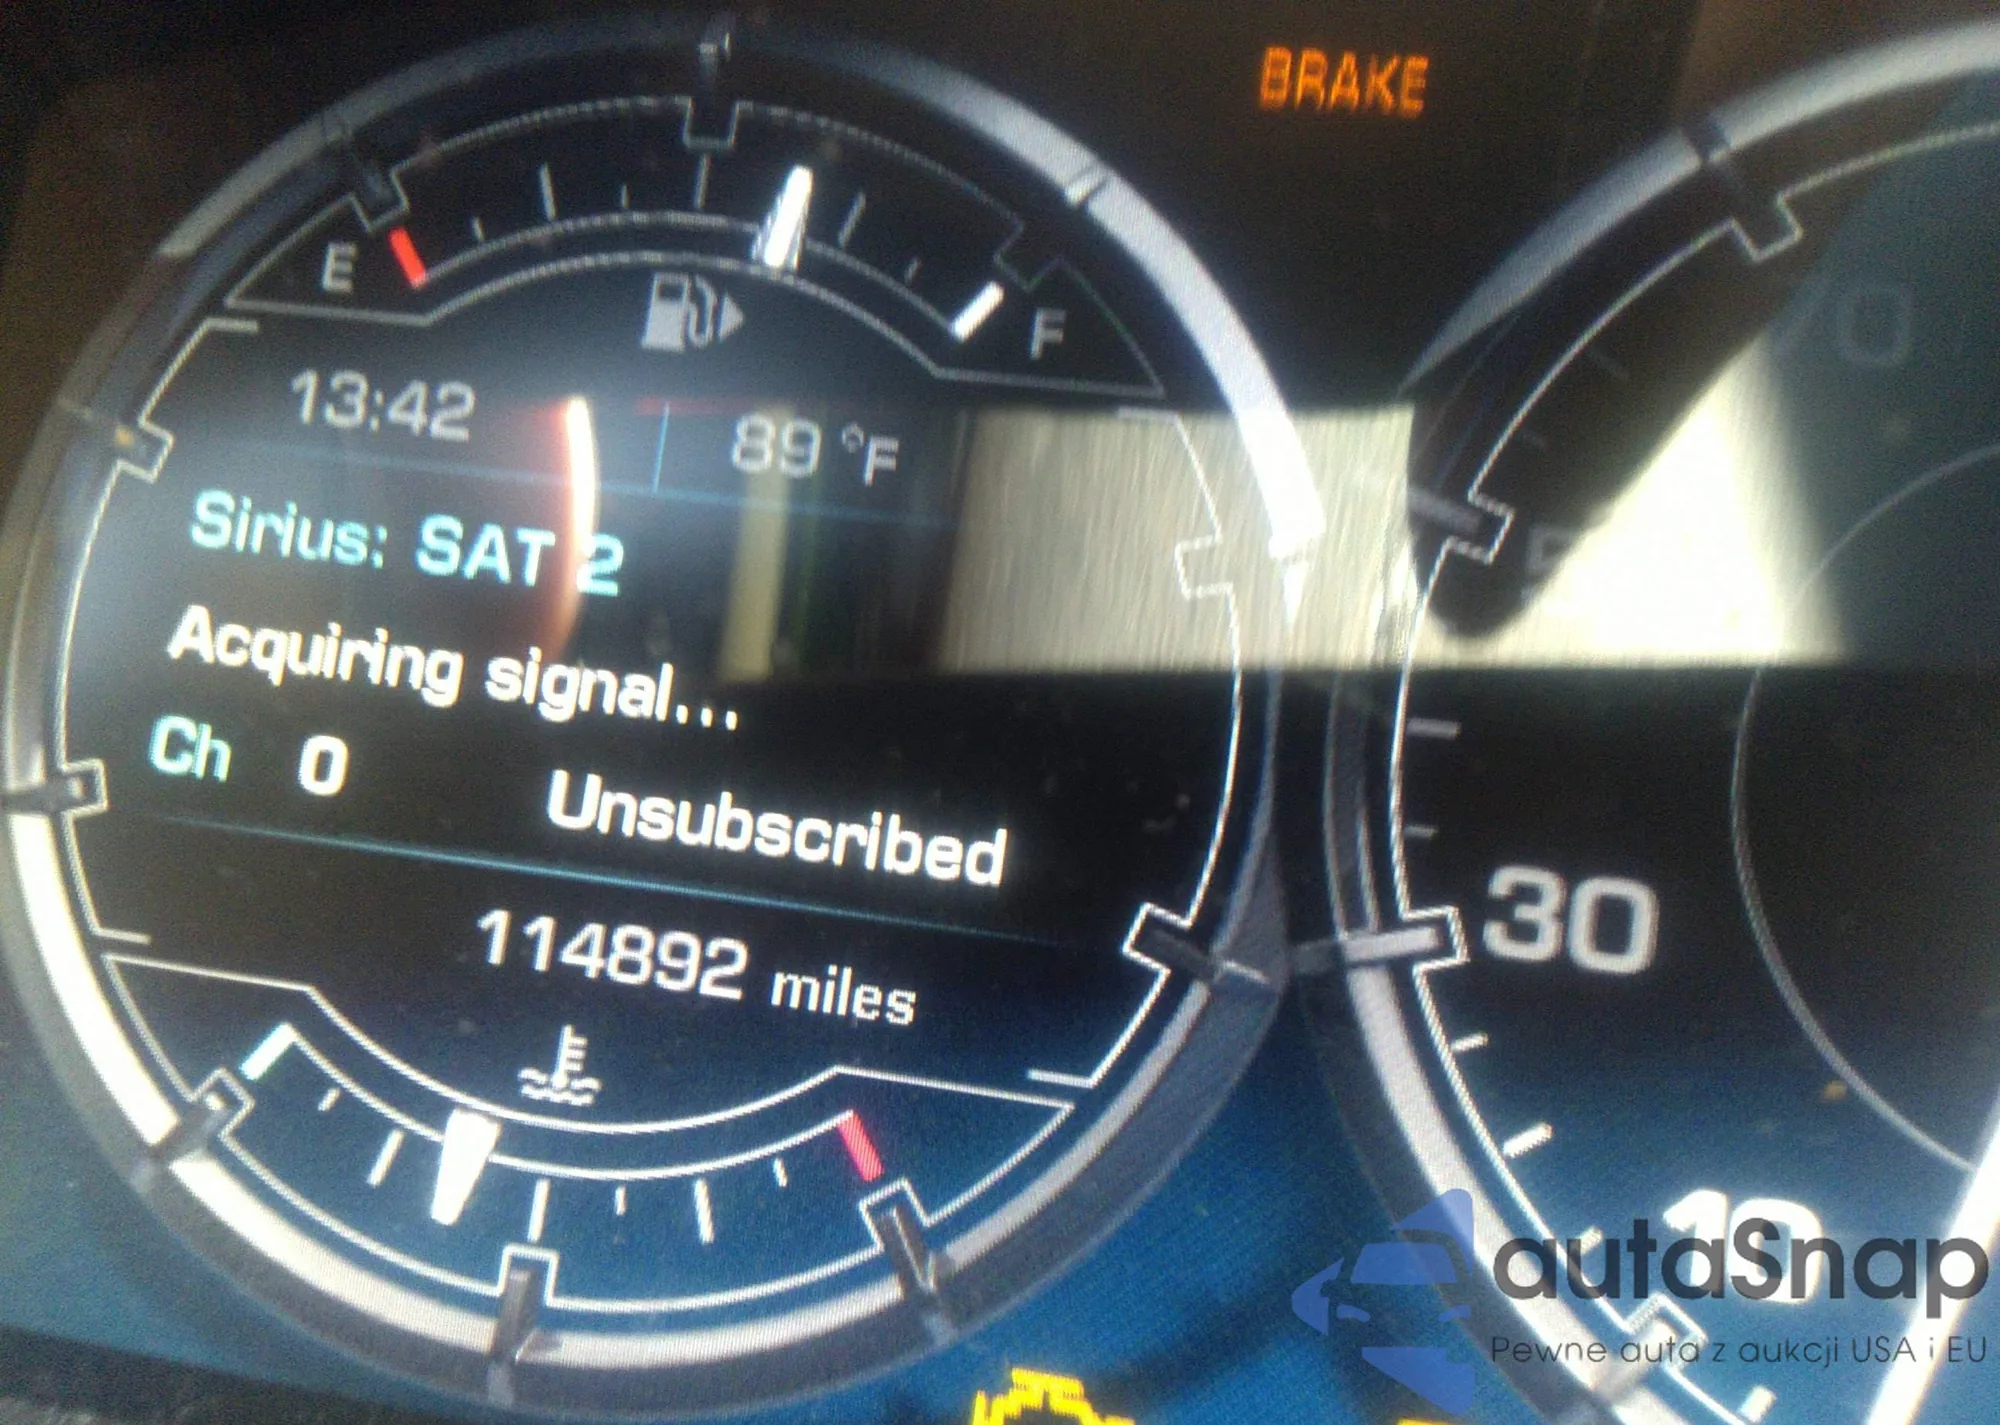 BRAKE
E
F
13:42
89 °F
Sirius: SAT 2
Acquiring signal...
Ch 0
Unsubscribed
114892 miles
30
10
autaSnap
Pewne auta z aukcji USA i EU